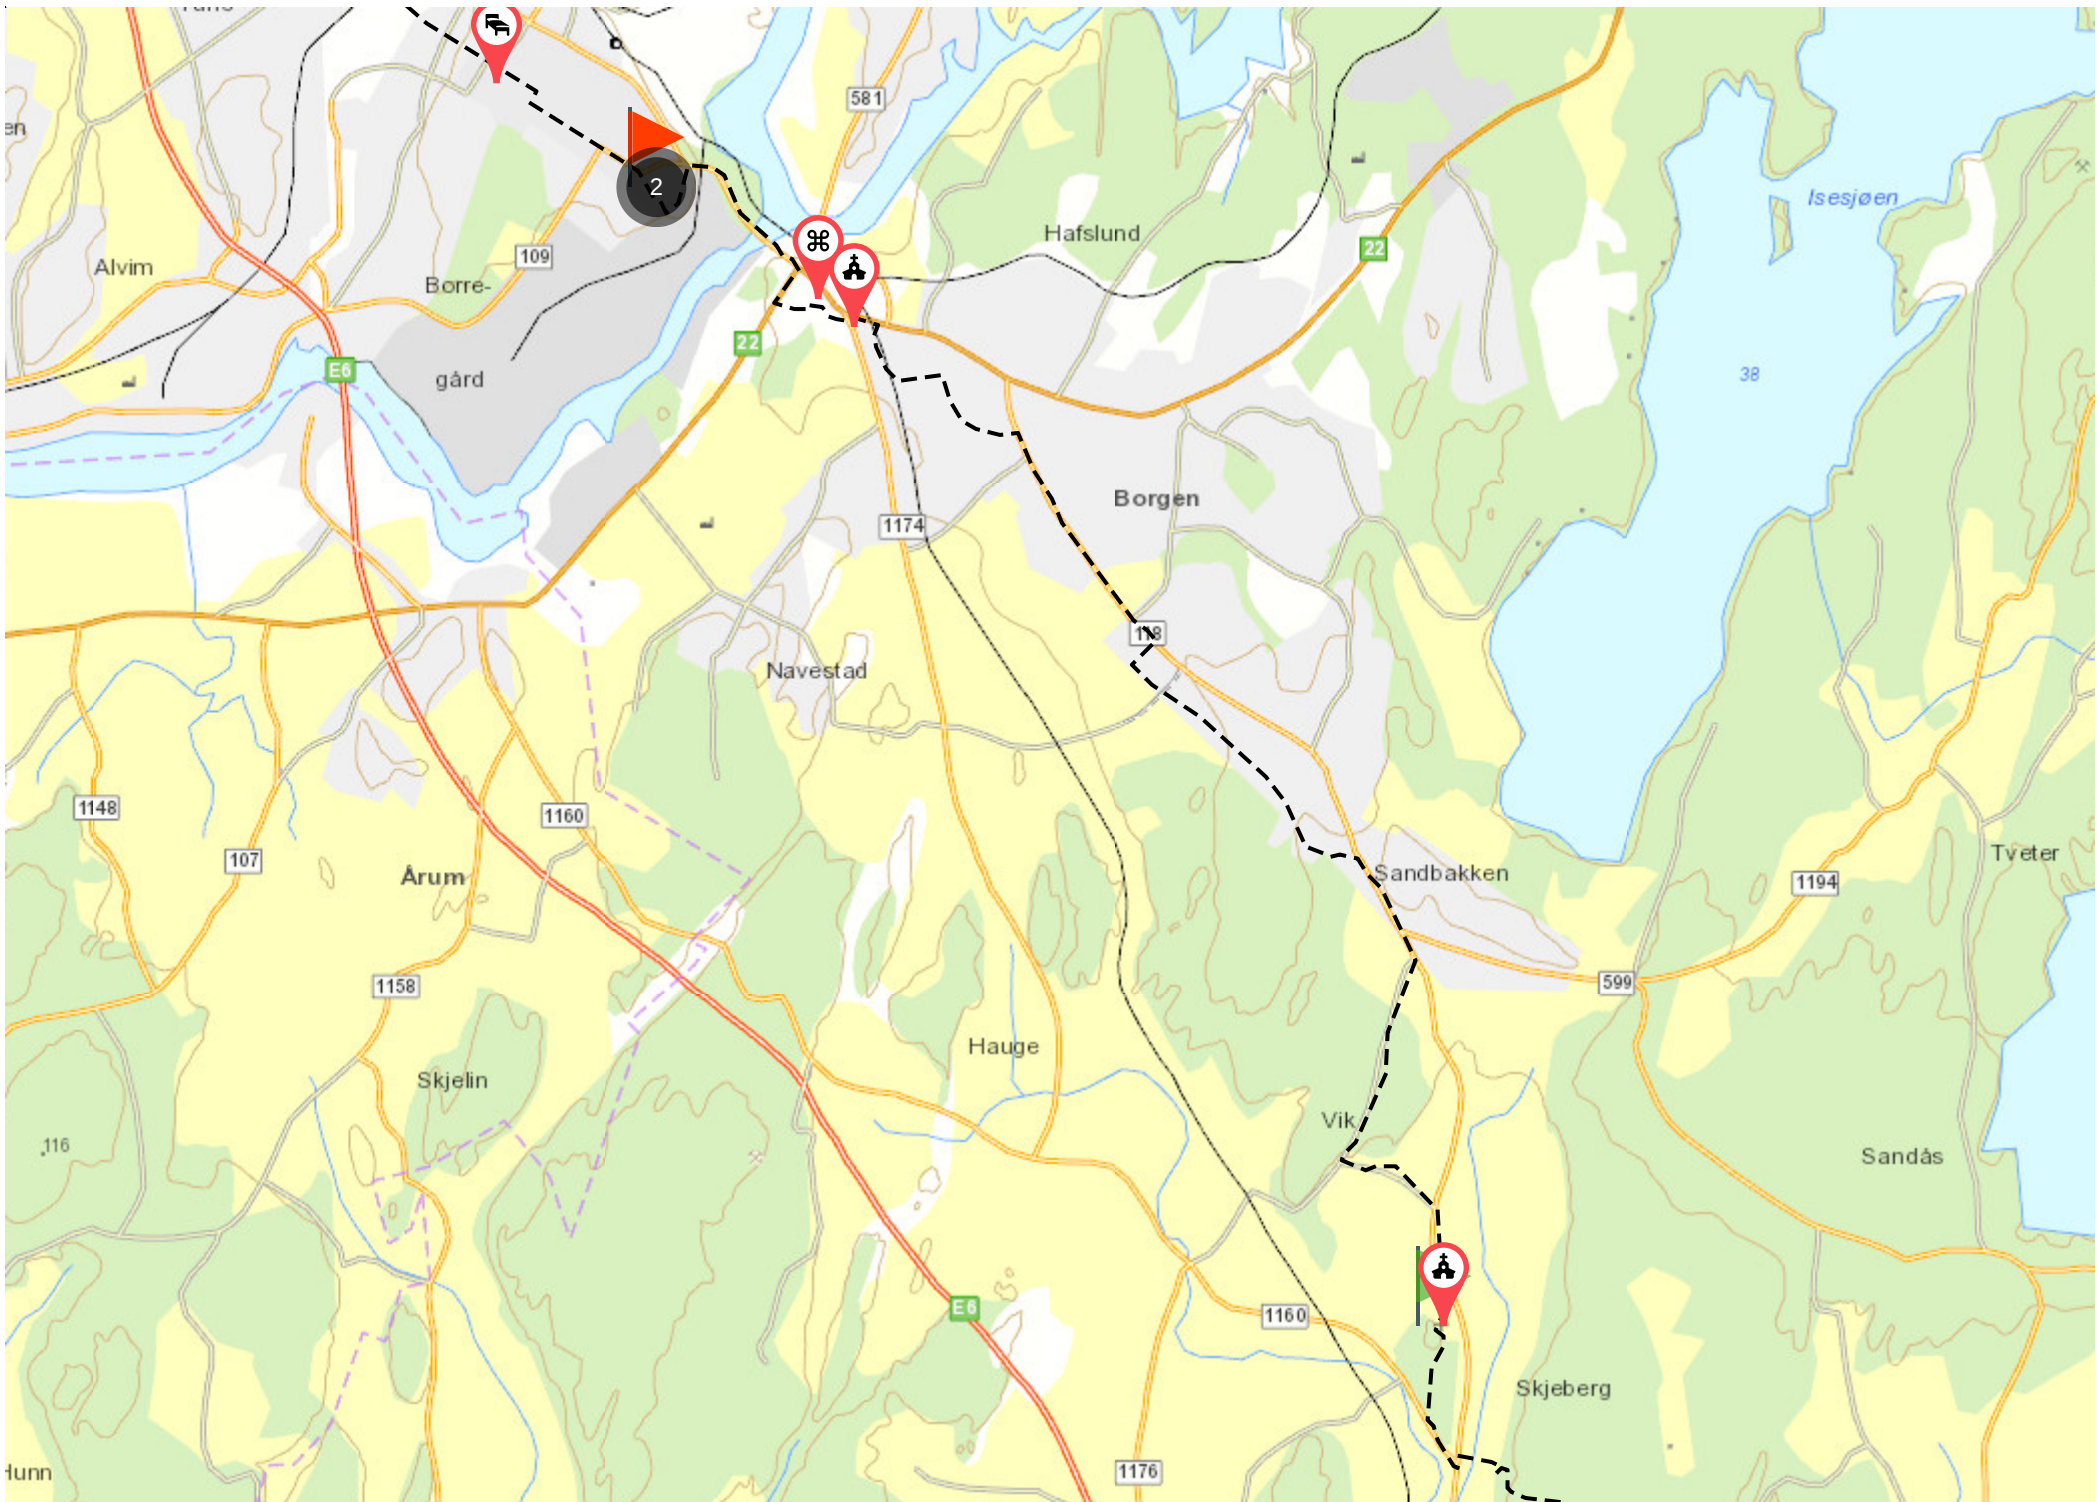 581
2
Isesjøen
Hafslund
22
109
Alvim
Borre-
22
E6
gård
38
Borgen
1174
118
Navestad
1148
1160
107
Årum
Sandbakken
Tveter
1194
599
1158
Hauge
Skjelin
Vik
116
Sandås
E6
1160
Skjeberg
1176